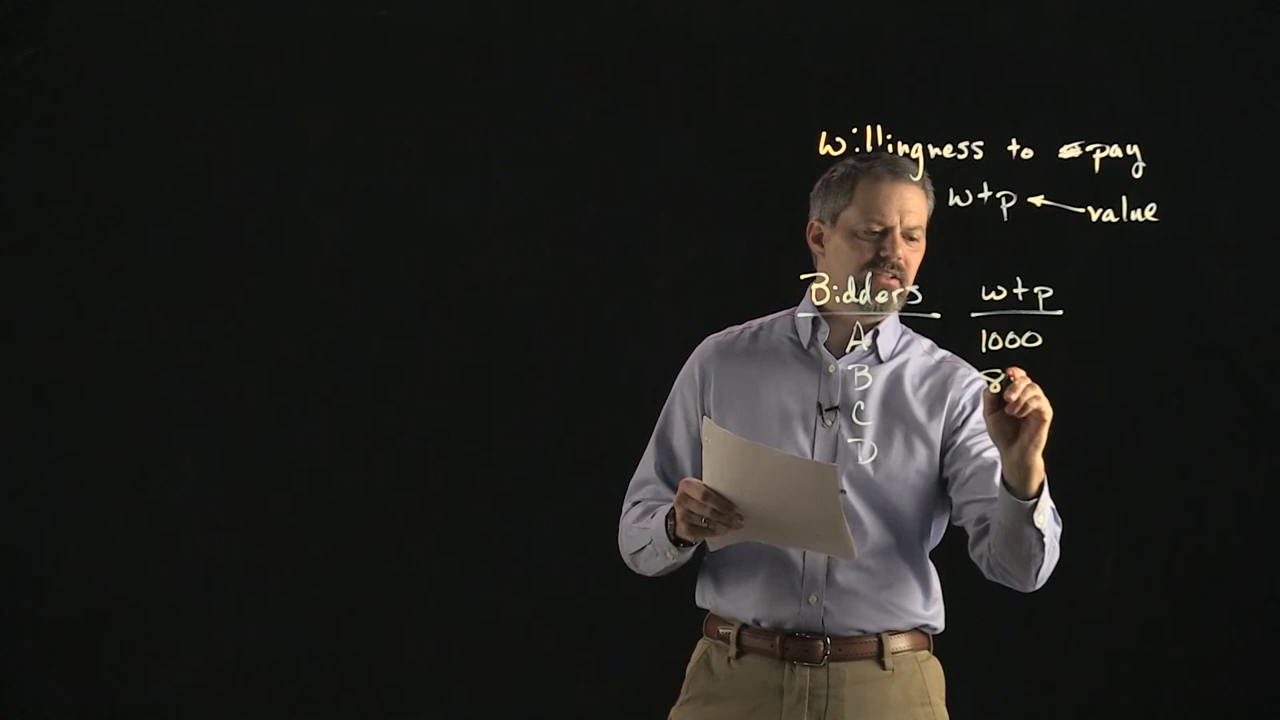 Willingness to pay
wtp ← value
Bidders wtp
A 1000
B 8
C
D